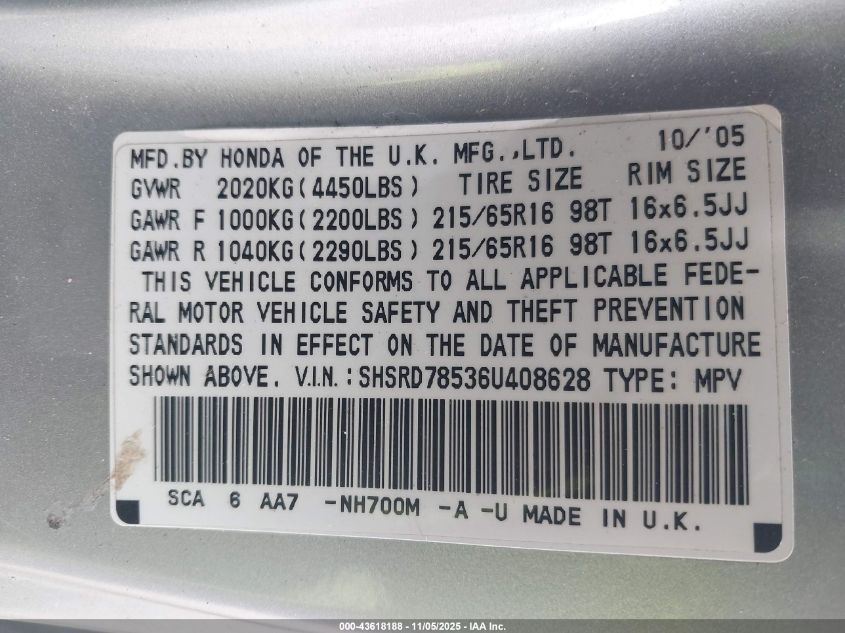 MFD.BY HONDA OF THE U.K. MFG.,LTD. 10/'05
GVWR 2020KG(4450LBS) TIRE SIZE RIM SIZE
GAWR F 1000KG(2200LBS) 215/65R16 98T 16x6.5JJ
GAWR R 1040KG(2290LBS) 215/65R16 98T 16x6.5JJ
THIS VEHICLE CONFORMS TO ALL APPLICABLE FEDE-
RAL MOTOR VEHICLE SAFETY AND THEFT PREVENTION
STANDARDS IN EFFECT ON THE DATE OF MANUFACTURE
SHOWN ABOVE. V.I.N.:SHSRD78536U408628 TYPE: MPV
SCA 6 AA7 -NH700M -A -U MADE IN U.K.
000-43618188 - 11/05/2025 - IAA Inc.